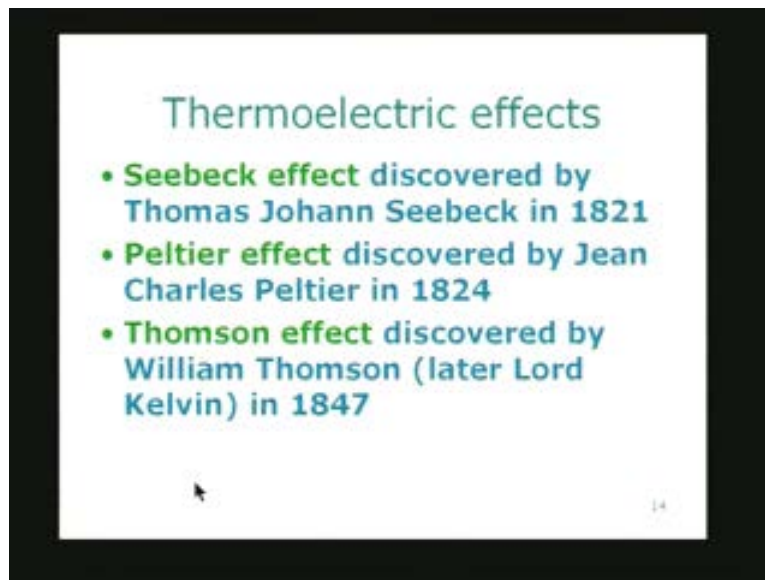 Thermoelectric effects
• Seebeck effect discovered by
Thomas Johann Seebeck in 1821
• Peltier effect discovered by Jean
Charles Peltier in 1824
• Thomson effect discovered by
William Thomson (later Lord
Kelvin) in 1847
14